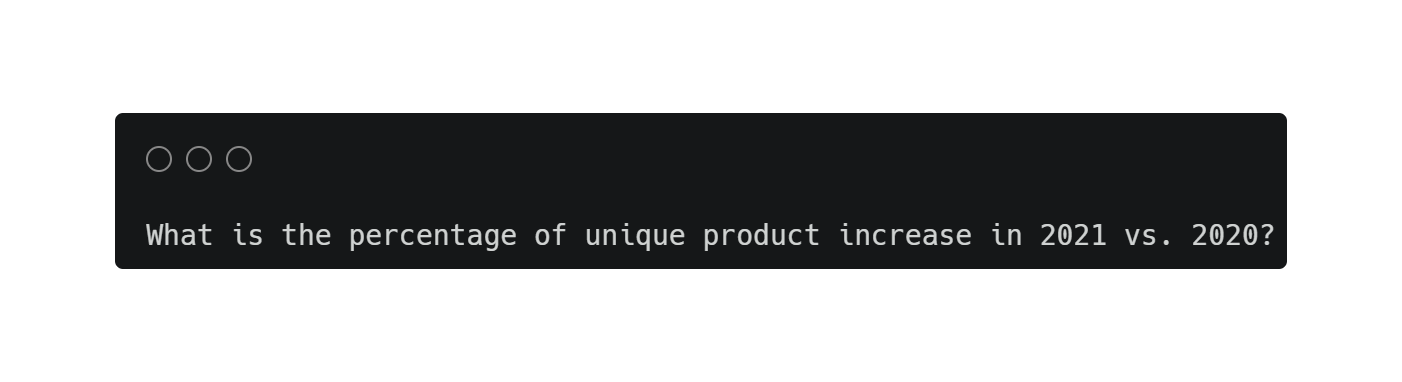 What is the percentage of unique product increase in 2021 vs. 2020?